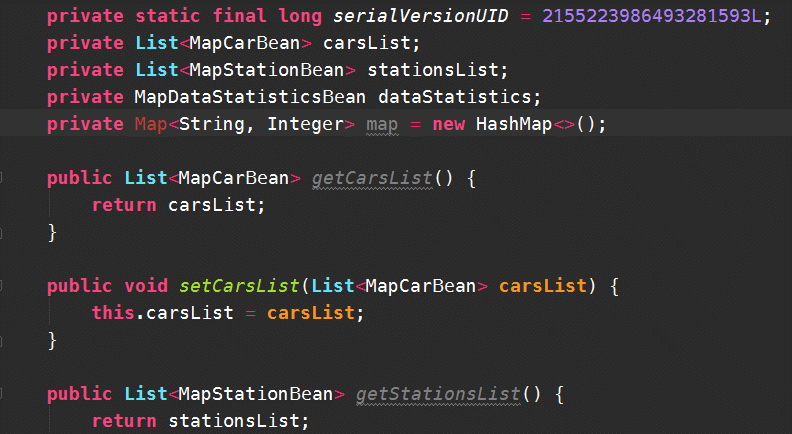 private static final long serialVersionUID = 2155223986493281593L;
private List<MapCarBean> carsList;
private List<MapStationBean> stationsList;
private MapDataStatisticsBean dataStatistics;
private Map<String, Integer> map = new HashMap<>();
public List<MapCarBean> getCarsList() {
return carsList;
}
public void setCarsList(List<MapCarBean> carsList) {
this.carsList = carsList;
}
public List<MapStationBean> getStationsList() {
return stationsList;